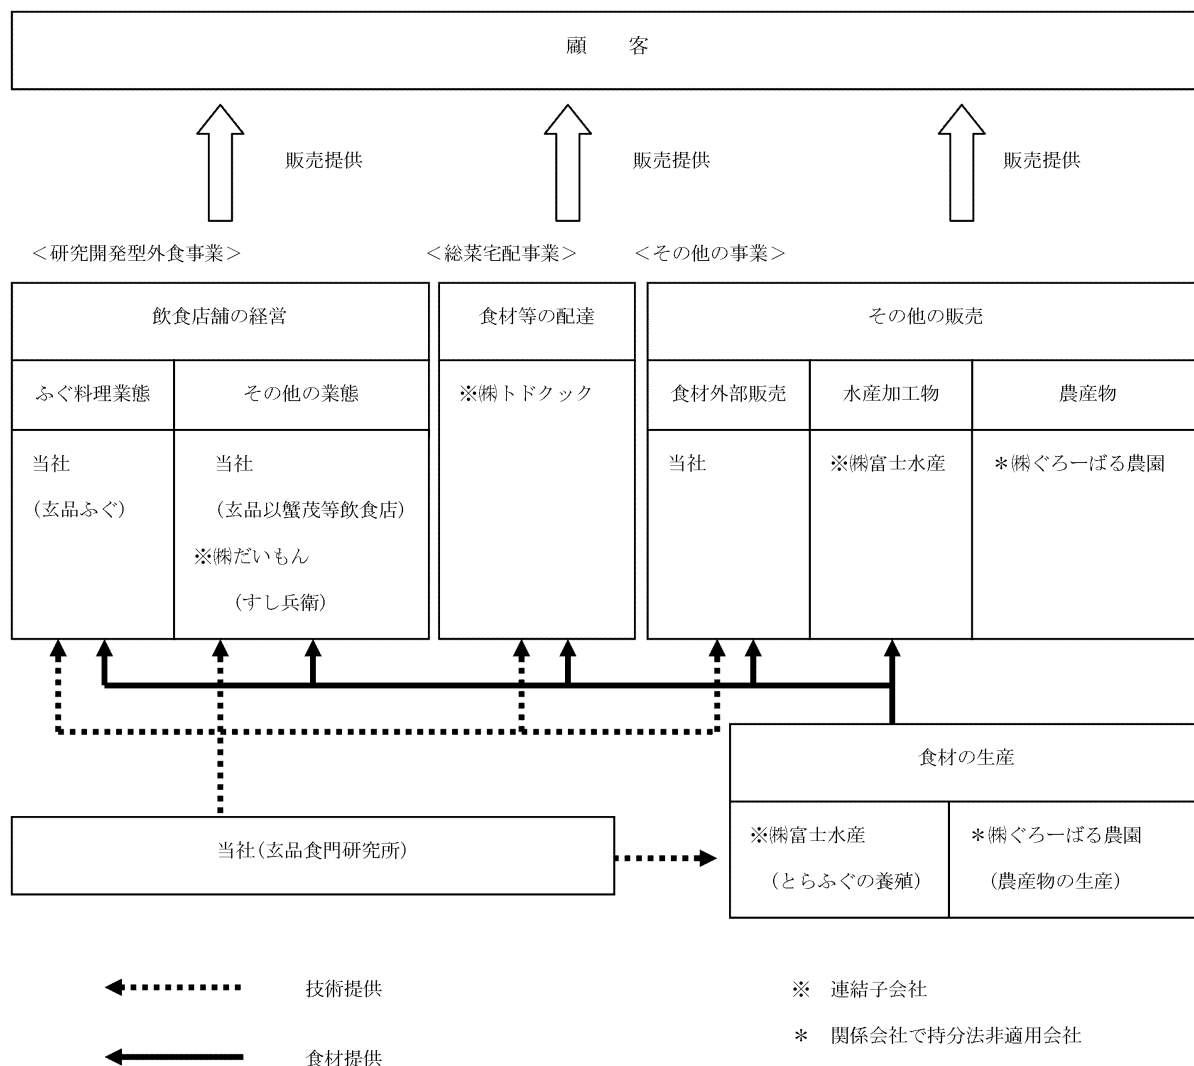 顧　客
販売提供
販売提供
販売提供
＜研究開発型外食事業＞
＜総菜宅配事業＞
＜その他の事業＞
飲食店舗の経営
食材等の配達
その他の販売
ふぐ料理業態
その他の業態
※㈱トドクック
食材外部販売
水産加工物
農産物
当社
（玄品ふぐ）
当社
（玄品以蟹茂等飲食店）
※㈱だいもん
（すし兵衛）
当社
※㈱富士水産
＊㈱ぐろーばる農園
食材の生産
当社（玄品食門研究所）
※㈱富士水産
（とらふぐの養殖）
＊㈱ぐろーばる農園
（農産物の生産）
技術提供
食材提供
※　連結子会社
＊　関係会社で持分法非適用会社